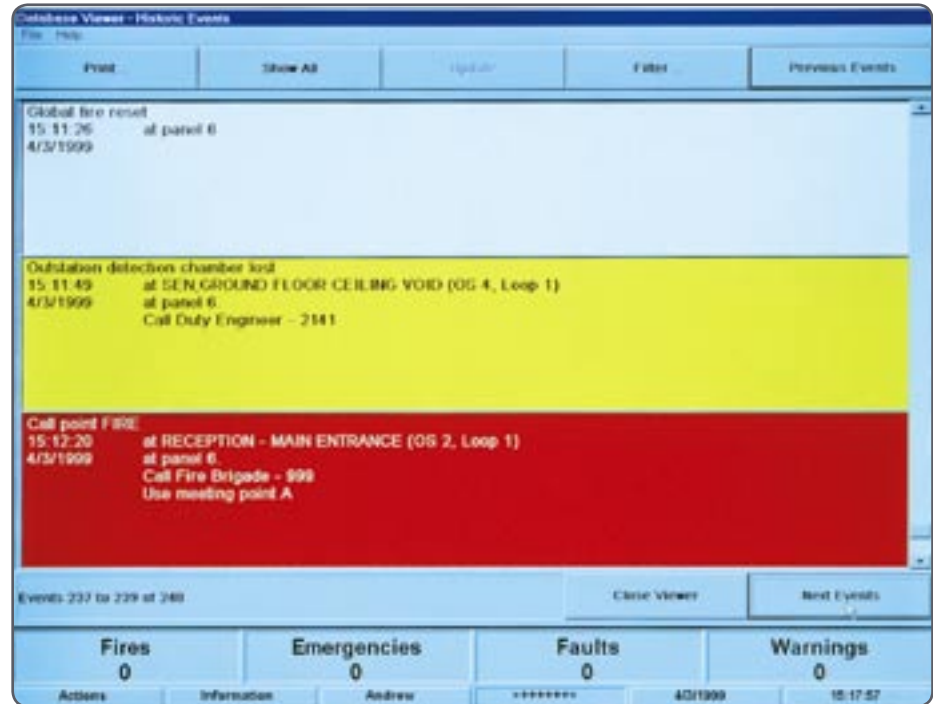 Database Viewer - Historic Events
File Help
Print... Show All Update Filter... Previous Events
Global fire reset
15:11:26 at panel 6
4/3/1999
Outstation detection chamber lost
15:11:49 at SEN,GROUND FLOOR CEILING VOID (OS 4, Loop 1)
4/3/1999 at panel 6.
Call Duty Engineer - 2141
Call point FIRE
15:12:20 at RECEPTION - MAIN ENTRANCE (OS 2, Loop 1)
4/3/1999 at panel 6.
Call Fire Brigade - 999
Use meeting point A
Events 237 to 239 of 240
Close Viewer Next Events
Fires Emergencies Faults Warnings
0 0 0 0
Actions Information Andrew ******** 4/3/1999 15:17:57